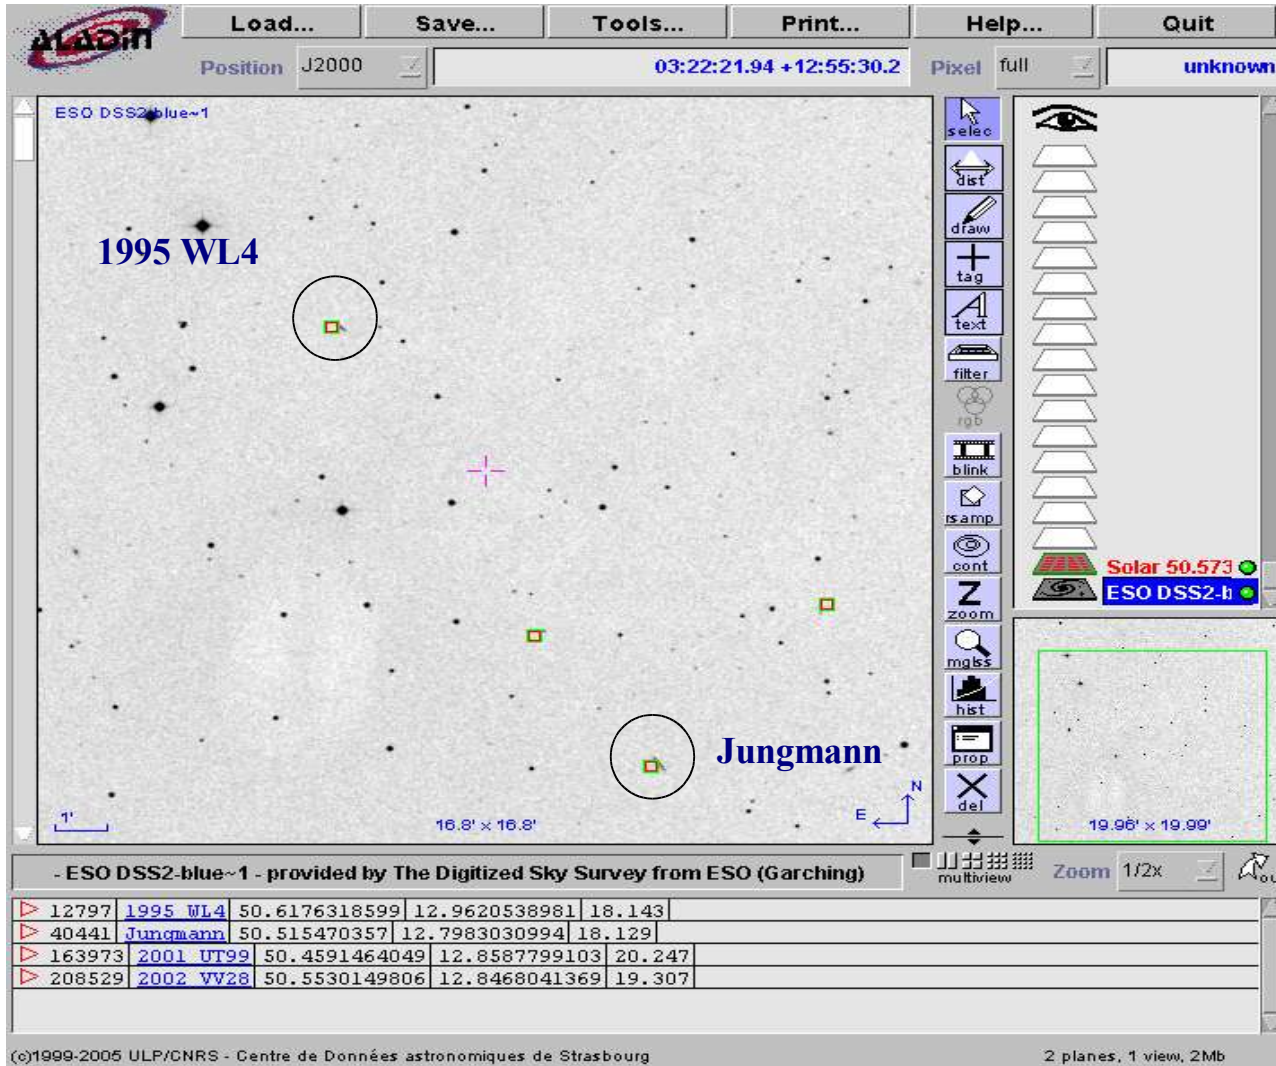 ALADIN
Load... Save... Tools... Print... Help... Quit
Position J2000 03:22:21.94 +12:55:30.2 Pixel full unknown
ESO DSS2-blue~1
1995 WL4
Jungmann
1'
16.8' x 16.8'
N
E
selec
dist
draw
tag
text
filter
rgb
blink
rsamp
cont
zoom
mglss
hist
prop
del
Solar 50.573
ESO DSS2-b
19.96' x 19.99'
- ESO DSS2-blue~1 - provided by The Digitized Sky Survey from ESO (Garching)
multiview Zoom 1/2x
12797 1995 WL4 50.6176318599 12.9620538981 18.143
40441 Jungmann 50.515470357 12.7983030994 18.129
163973 2001 UT99 50.4591464049 12.8587799103 20.247
208529 2002 VV28 50.5530149806 12.8468041369 19.307
(c)1999-2005 ULP/CNRS - Centre de Données astronomiques de Strasbourg 2 planes, 1 view, 2Mb